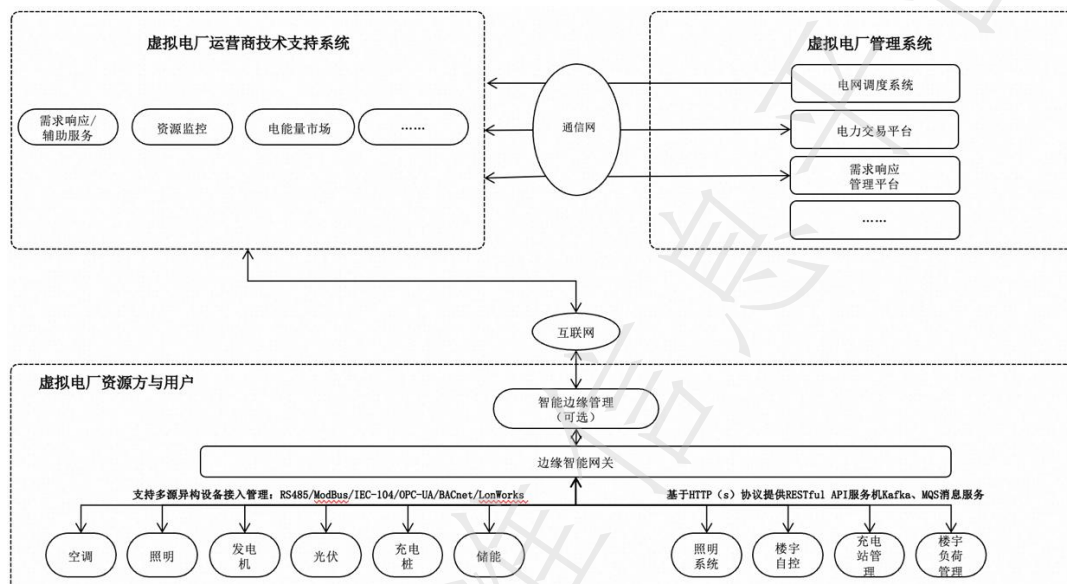 虚拟电厂运营商技术支持系统
需求响应/
辅助服务
资源监控
电能量市场
……
通信网
虚拟电厂管理系统
电网调度系统
电力交易平台
需求响应
管理平台
……
互联网
虚拟电厂资源方与用户
智能边缘管理
（可选）
边缘智能网关
支持多源异构设备接入管理：RS485/ModBus/IEC-104/OPC-UA/BACnet/LonWorks
基于HTTP（s）协议提供RESTful API服务机Kafka、MQS消息服务
空调
照明
发电
机
光伏
充电
桩
储能
照明
系统
楼宇
自控
充电
站管
理
楼宇
负荷
管理